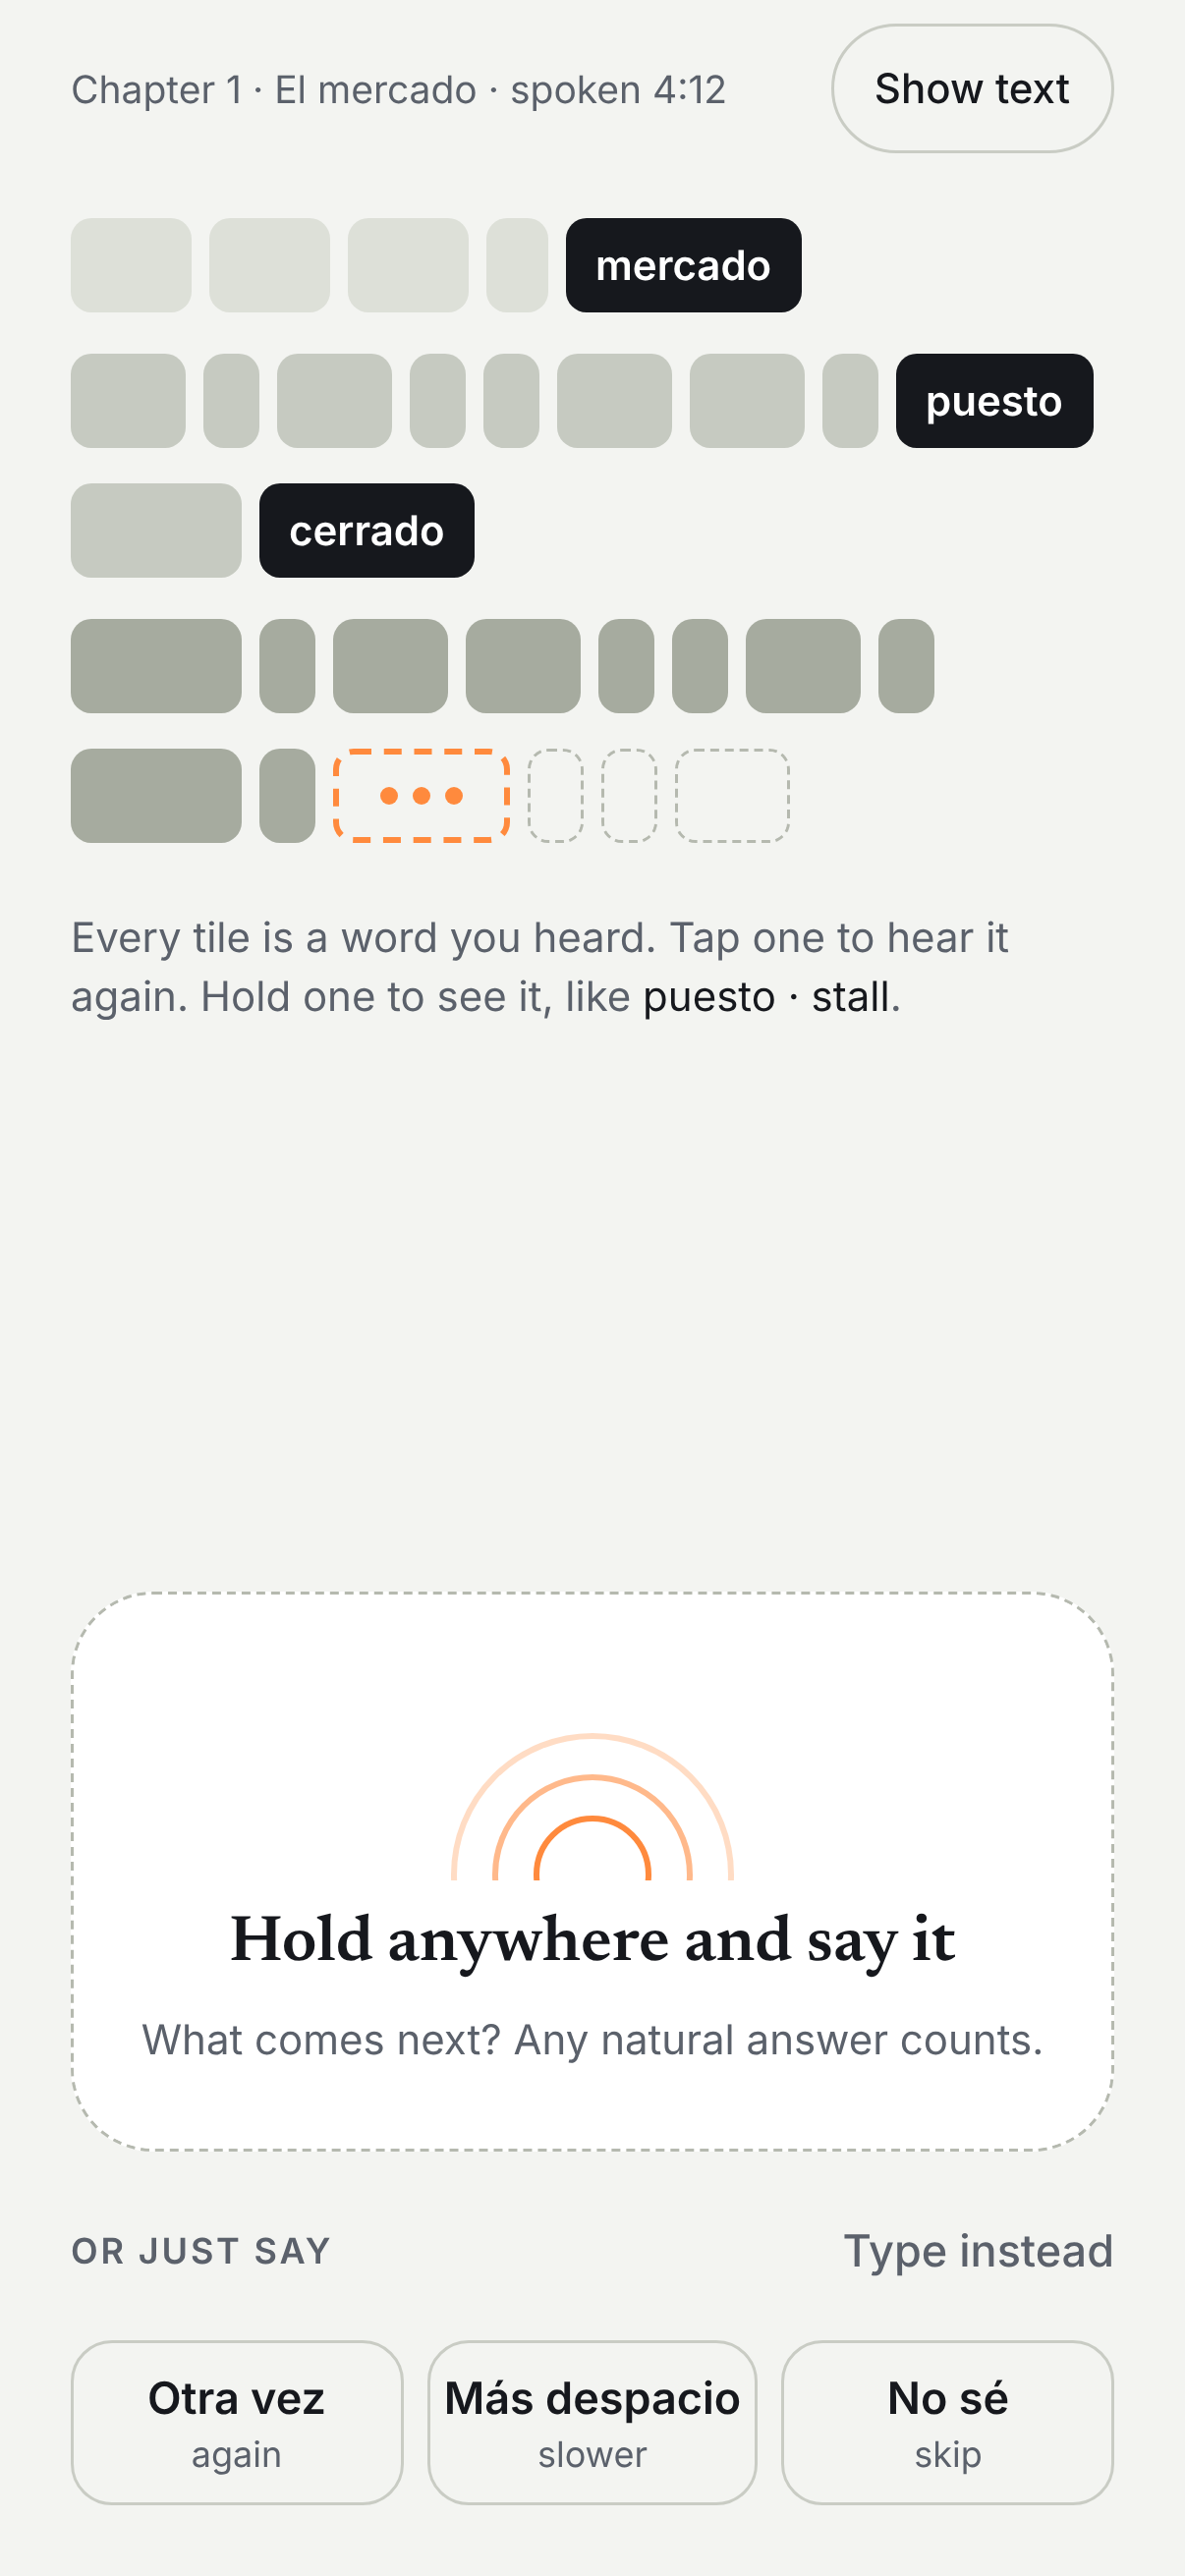 Chapter 1 · El mercado · spoken 4:12
Show text
mercado
puesto
cerrado
Every tile is a word you heard. Tap one to hear it
again. Hold one to see it, like puesto · stall.
Hold anywhere and say it
What comes next? Any natural answer counts.
OR JUST SAY
Type instead
Otra vez
again
Más despacio
slower
No sé
skip